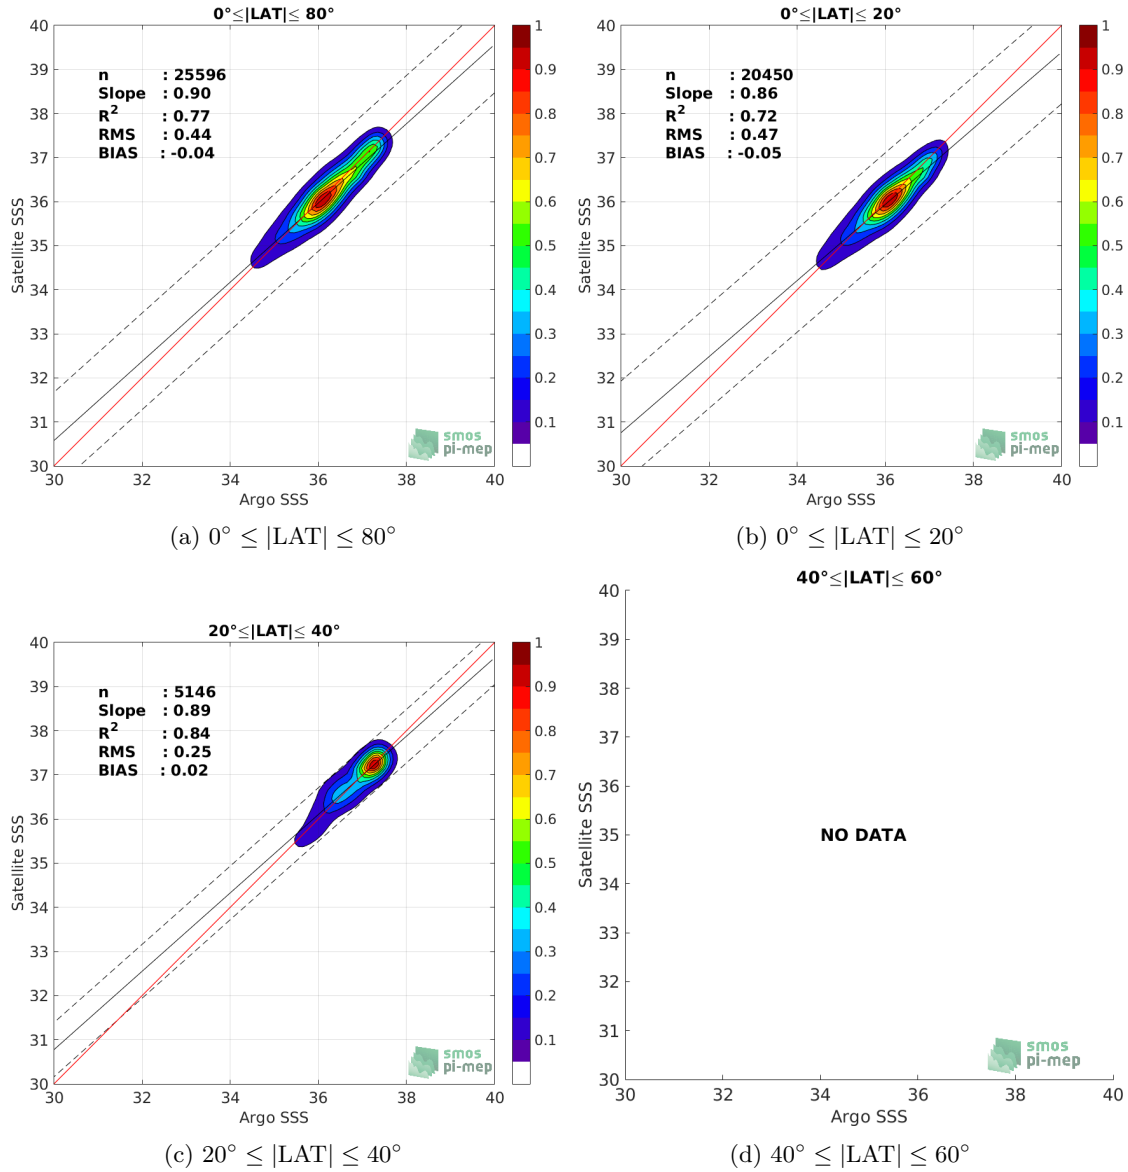 0°≤|LAT|≤ 80°
n : 25596
Slope : 0.90
R² : 0.77
RMS : 0.44
BIAS : -0.04
40
39
38
37
36
35
34
33
32
31
30
30 32 34 36 38 40
Satellite SSS
Argo SSS
1
0.9
0.8
0.7
0.6
0.5
0.4
0.3
0.2
0.1
smos
pi-mep
(a) 0° ≤ |LAT| ≤ 80°
0°≤|LAT|≤ 20°
n : 20450
Slope : 0.86
R² : 0.72
RMS : 0.47
BIAS : -0.05
40
39
38
37
36
35
34
33
32
31
30
30 32 34 36 38 40
Satellite SSS
Argo SSS
1
0.9
0.8
0.7
0.6
0.5
0.4
0.3
0.2
0.1
smos
pi-mep
(b) 0° ≤ |LAT| ≤ 20°
20°≤|LAT|≤ 40°
n : 5146
Slope : 0.89
R² : 0.84
RMS : 0.25
BIAS : 0.02
40
39
38
37
36
35
34
33
32
31
30
30 32 34 36 38 40
Satellite SSS
Argo SSS
1
0.9
0.8
0.7
0.6
0.5
0.4
0.3
0.2
0.1
smos
pi-mep
(c) 20° ≤ |LAT| ≤ 40°
40°≤|LAT|≤ 60°
40
39
38
37
36
35
34
33
32
31
30
30 32 34 36 38 40
Satellite SSS
Argo SSS
NO DATA
smos
pi-mep
(d) 40° ≤ |LAT| ≤ 60°